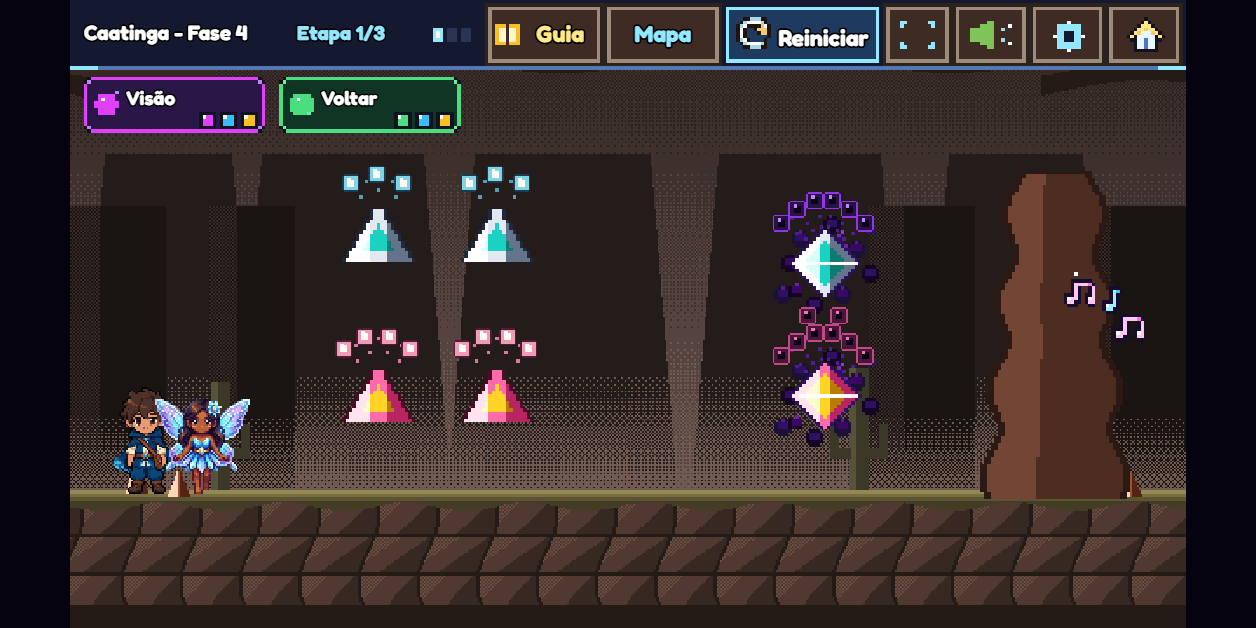 Caatinga - Fase 4
Etapa 1/3
Guia
Mapa
Reiniciar
Visão
Voltar